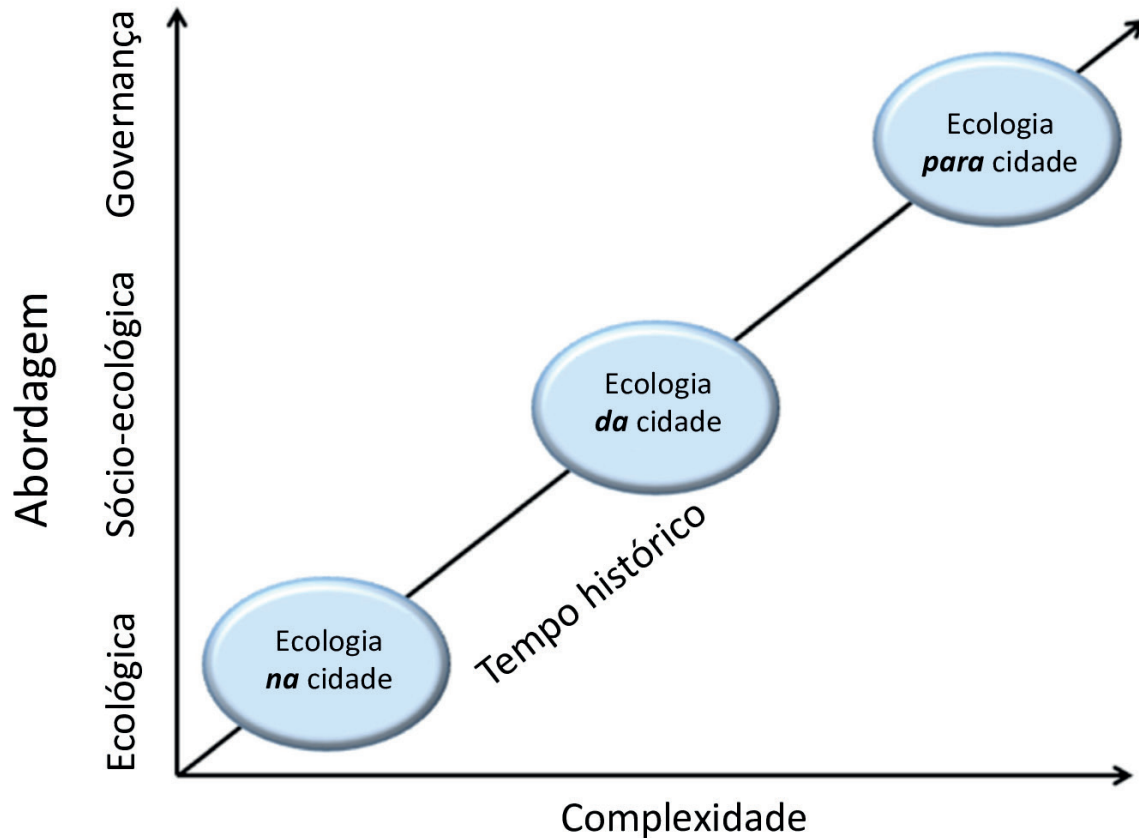 Governança
Ecologia
para cidade
Abordagem
Sócio-ecológica
Ecologia
da cidade
Tempo histórico
Ecológica
Ecologia
na cidade
Complexidade